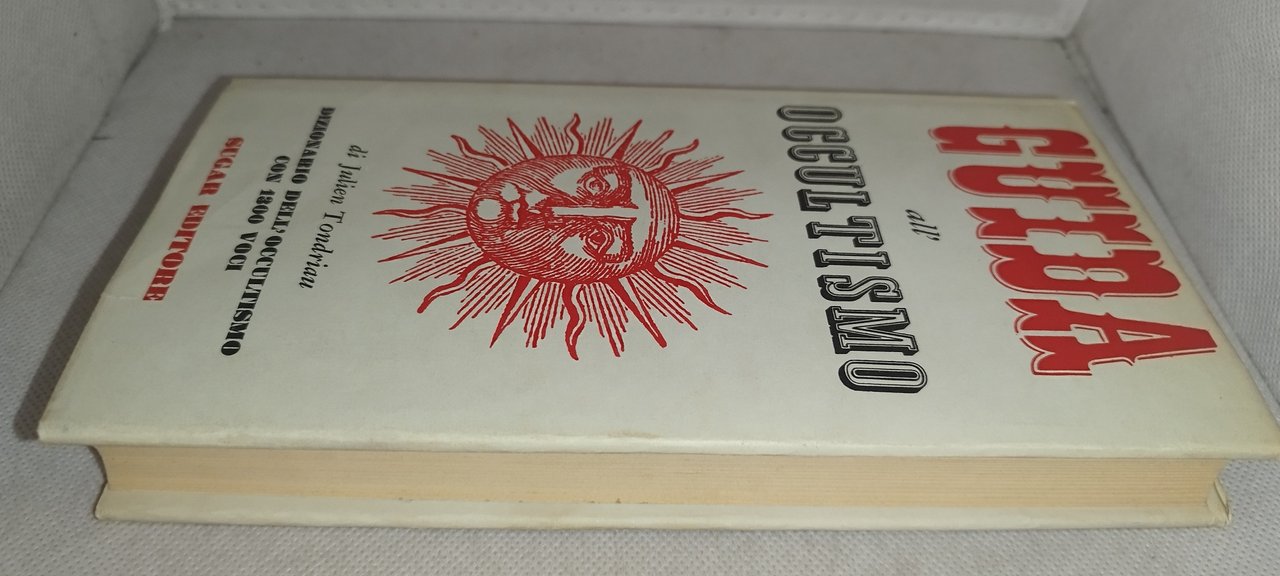 GUIDA
all'
OCCULTISMO
di Julien Tondriau
DIZIONARIO DELL'OCCULTISMO
CON 1800 VOCI
SUGAR EDITORE